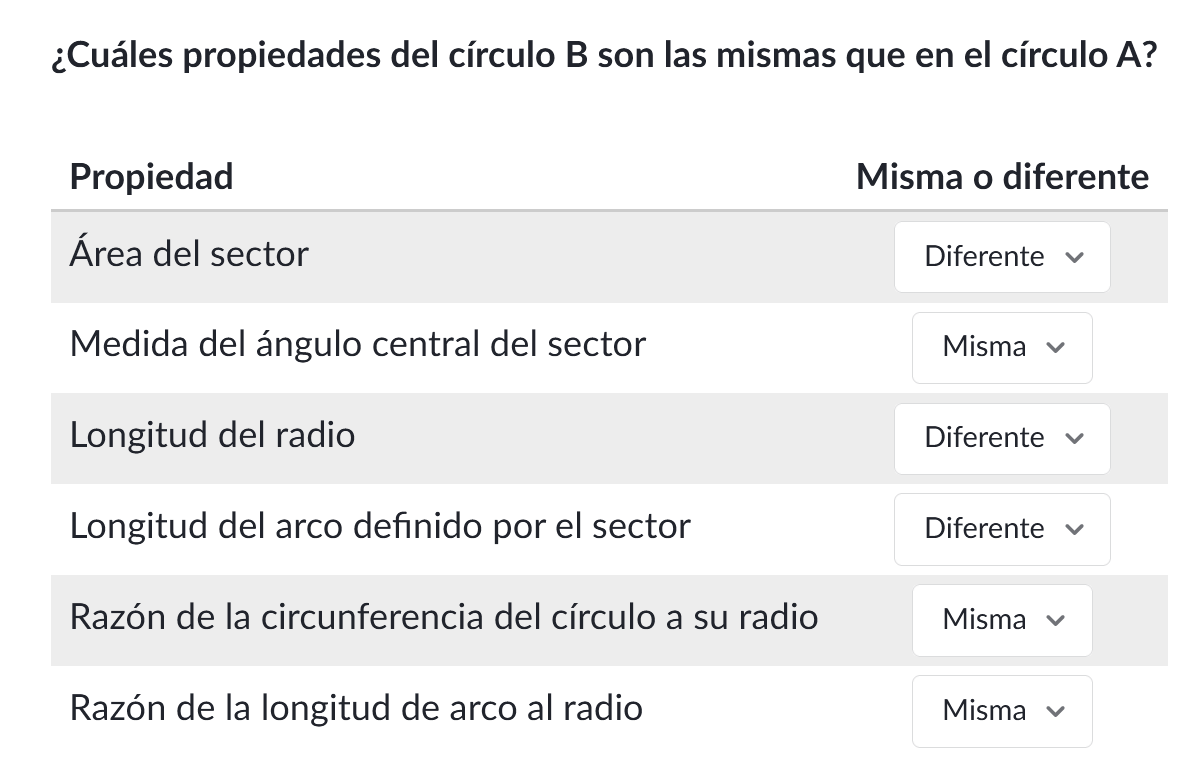 ¿Cuáles propiedades del círculo B son las mismas que en el círculo A?
Propiedad Misma o diferente
Área del sector Diferente
Medida del ángulo central del sector Misma
Longitud del radio Diferente
Longitud del arco definido por el sector Diferente
Razón de la circunferencia del círculo a su radio Misma
Razón de la longitud de arco al radio Misma